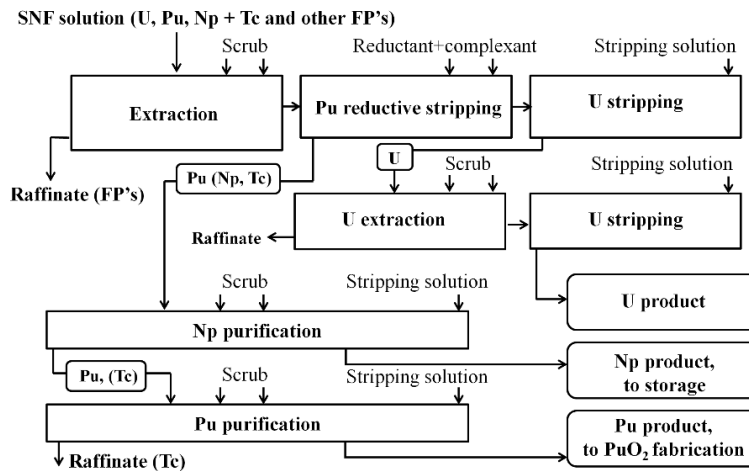 SNF solution (U, Pu, Np + Tc and other FP's)
Scrub
Reductant+complexant
Stripping solution
Extraction
Pu reductive stripping
U stripping
U
Pu (Np, Tc)
Raffinate (FP's)
Scrub
Stripping solution
U extraction
U stripping
Raffinate
Scrub
Stripping solution
U product
Np purification
Np product,
to storage
Pu, (Tc)
Scrub
Stripping solution
Pu purification
Pu product,
to PuO₂ fabrication
Raffinate (Tc)